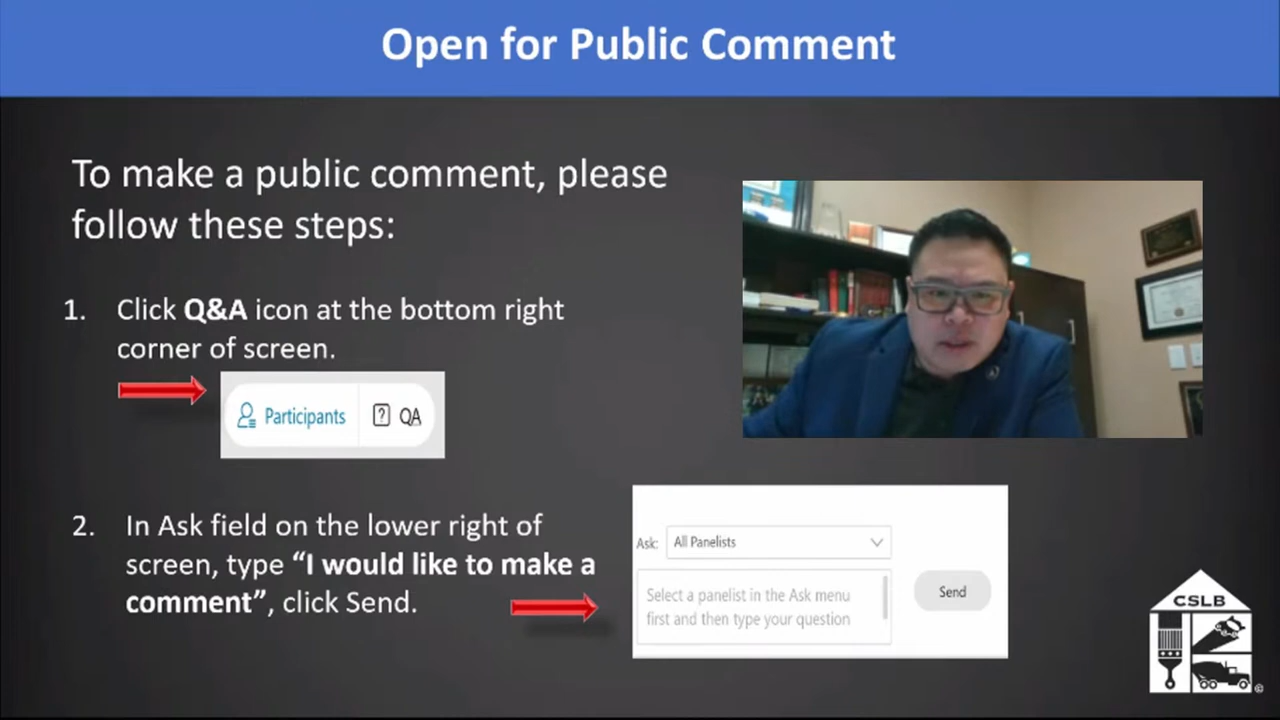 Open for Public Comment
To make a public comment, please
follow these steps:
1. Click Q&A icon at the bottom right
corner of screen.
Participants ? QA
2. In Ask field on the lower right of
screen, type “I would like to make a
comment”, click Send.
Ask: All Panelists
Select a panelist in the Ask menu
first and then type your question
Send
CSLB
©